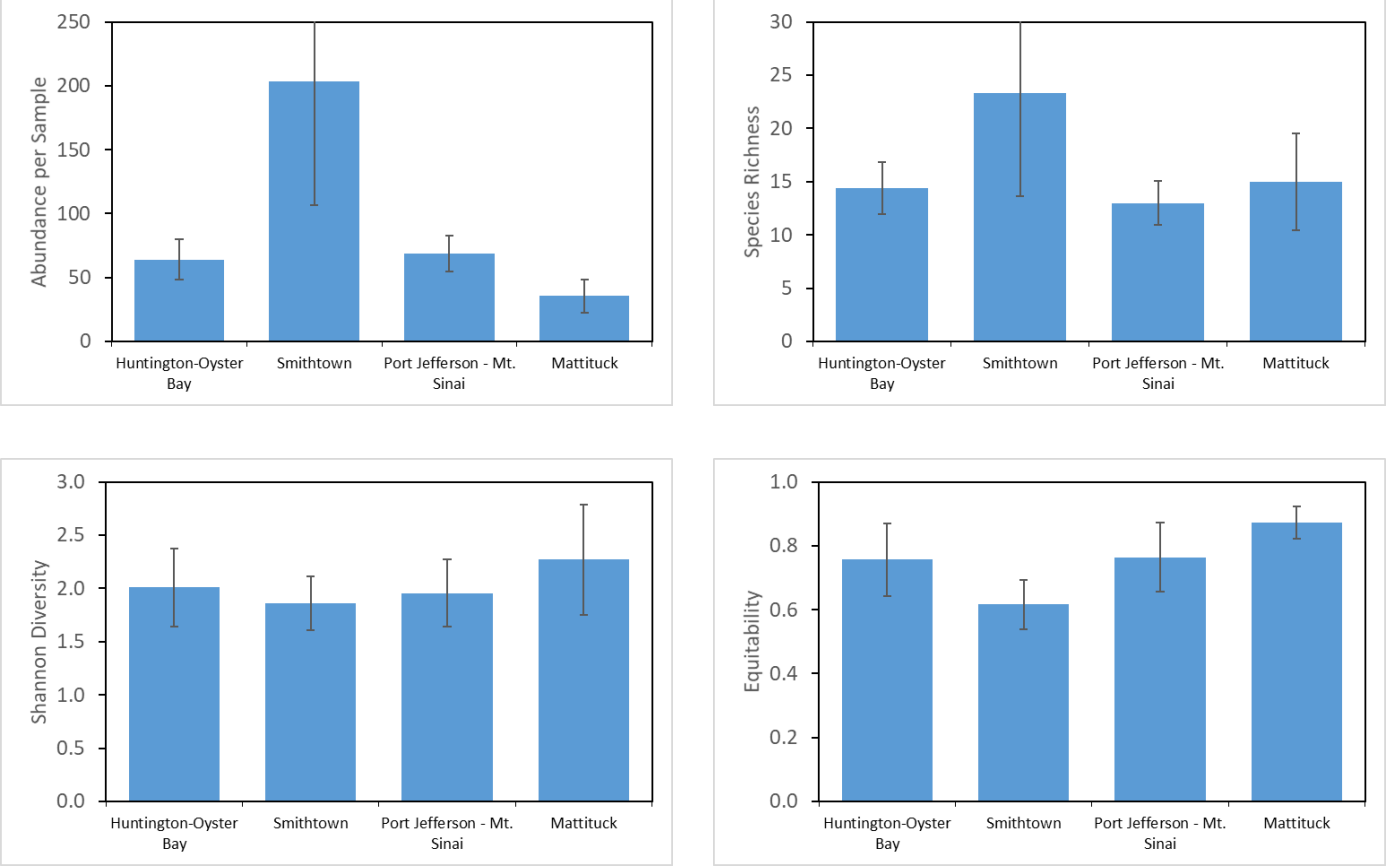 250
200
150
100
50
0
Abundance per Sample
Huntington-Oyster
Bay
Smithtown
Port Jefferson - Mt.
Sinai
Mattituck
30
25
20
15
10
5
0
Species Richness
Huntington-Oyster
Bay
Smithtown
Port Jefferson - Mt.
Sinai
Mattituck
3.0
2.5
2.0
1.5
1.0
0.5
0.0
Shannon Diversity
Huntington-Oyster
Bay
Smithtown
Port Jefferson - Mt.
Sinai
Mattituck
1.0
0.8
0.6
0.4
0.2
0.0
Equitability
Huntington-Oyster
Bay
Smithtown
Port Jefferson - Mt.
Sinai
Mattituck